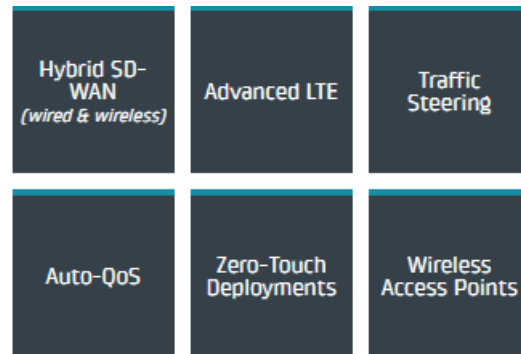 Hybrid SD-
WAN
(wired & wireless)
Advanced LTE
Traffic
Steering
Auto-QoS
Zero-Touch
Deployments
Wireless
Access Points